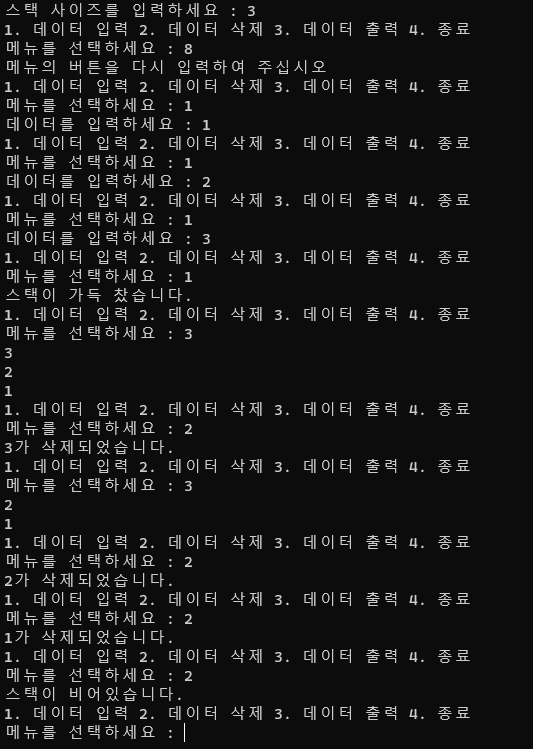 스택 사이즈를 입력하세요 : 3
1. 데이터 입력 2. 데이터 삭제 3. 데이터 출력 4. 종료
메뉴를 선택하세요 : 8
메뉴의 버튼을 다시 입력하여 주십시오
1. 데이터 입력 2. 데이터 삭제 3. 데이터 출력 4. 종료
메뉴를 선택하세요 : 1
데이터를 입력하세요 : 1
1. 데이터 입력 2. 데이터 삭제 3. 데이터 출력 4. 종료
메뉴를 선택하세요 : 1
데이터를 입력하세요 : 2
1. 데이터 입력 2. 데이터 삭제 3. 데이터 출력 4. 종료
메뉴를 선택하세요 : 1
데이터를 입력하세요 : 3
1. 데이터 입력 2. 데이터 삭제 3. 데이터 출력 4. 종료
메뉴를 선택하세요 : 1
스택이 가득 찼습니다.
1. 데이터 입력 2. 데이터 삭제 3. 데이터 출력 4. 종료
메뉴를 선택하세요 : 3
3
2
1
1. 데이터 입력 2. 데이터 삭제 3. 데이터 출력 4. 종료
메뉴를 선택하세요 : 2
3가 삭제되었습니다.
1. 데이터 입력 2. 데이터 삭제 3. 데이터 출력 4. 종료
메뉴를 선택하세요 : 3
2
1
1. 데이터 입력 2. 데이터 삭제 3. 데이터 출력 4. 종료
메뉴를 선택하세요 : 2
2가 삭제되었습니다.
1. 데이터 입력 2. 데이터 삭제 3. 데이터 출력 4. 종료
메뉴를 선택하세요 : 2
1가 삭제되었습니다.
1. 데이터 입력 2. 데이터 삭제 3. 데이터 출력 4. 종료
메뉴를 선택하세요 : 2
스택이 비어있습니다.
1. 데이터 입력 2. 데이터 삭제 3. 데이터 출력 4. 종료
메뉴를 선택하세요 :